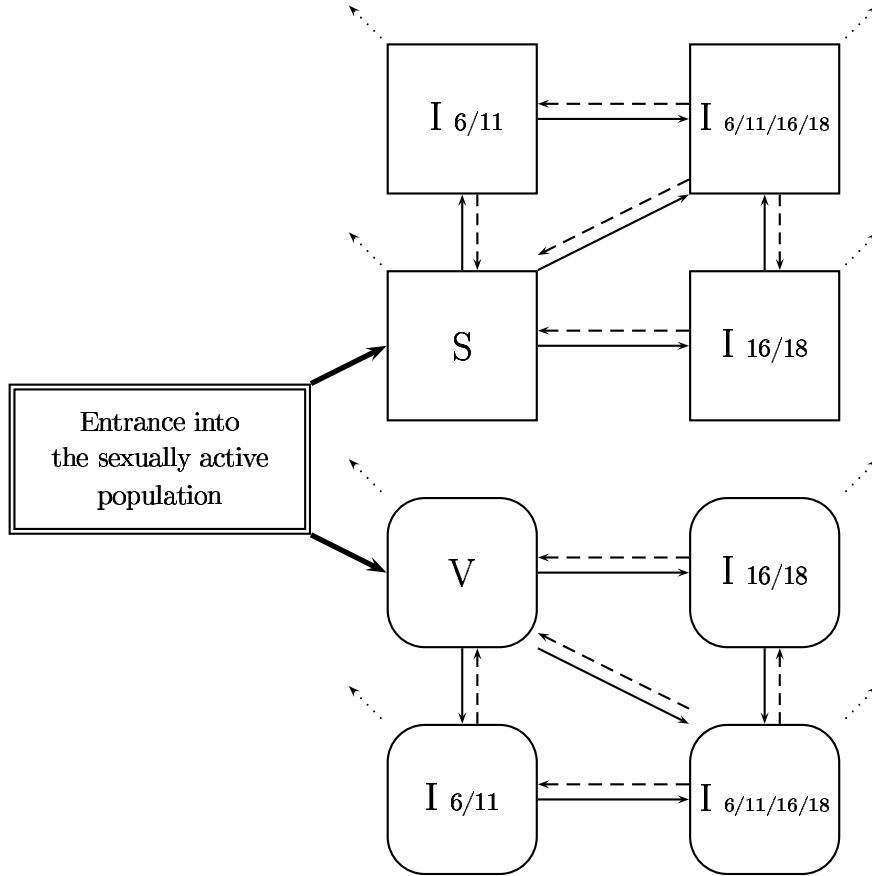 I 6/11
I 6/11/16/18
S
I 16/18
Entrance into
the sexually active
population
V
I 16/18
I 6/11
I 6/11/16/18